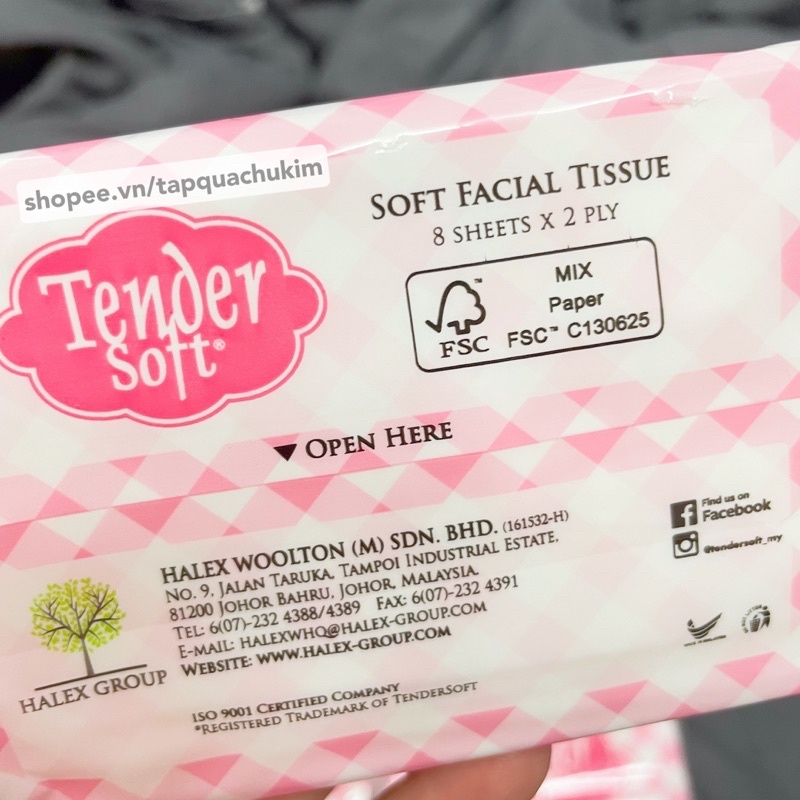 shopee.vn/tapquachukim
SOFT FACIAL TISSUE
8 SHEETS X 2 PLY
Tender
Soft®
FSC™
MIX
Paper
FSC™ C130625
▼ OPEN HERE
HALEX WOOLTON (M) SDN. BHD. (161532-H)
NO. 9, JALAN TARUKA, TAMPOI INDUSTRIAL ESTATE,
81200 JOHOR BAHRU, JOHOR, MALAYSIA.
TEL: 6(07)-232 4388/4389 FAX: 6(07)-232 4391
E-MAIL: HALEXWHQ@HALEX-GROUP.COM
WEBSITE: WWW.HALEX-GROUP.COM
HALEX GROUP
ISO 9001 CERTIFIED COMPANY
*REGISTERED TRADEMARK OF TENDERSOFT
Find us on
Facebook
@tendersoft_my